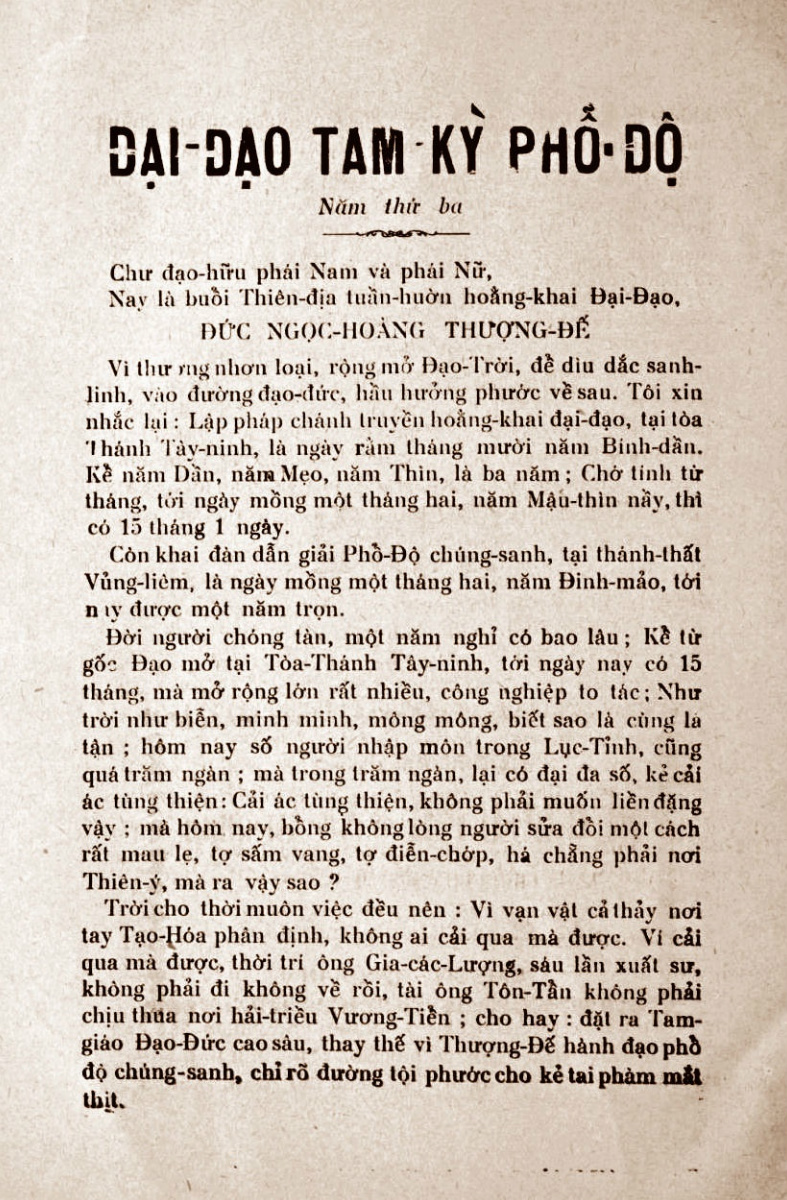 ĐẠI-ĐẠO TAM-KỲ PHỔ-ĐỘ
Năm thứ ba
Chư đạo-hữu phái Nam và phái Nữ,
Nay là buổi Thiên-địa tuần-huờn hoằng-khai Đại-Đạo,
ĐỨC NGỌC-HOÀNG THƯỢNG-ĐẾ
Vì thư rng nhơn loại, rộng mở Đạo-Trời, để dìu dắc sanh-
linh, vào đường đạo-đức, hầu hưởng phước về sau. Tôi xin
nhắc lại : Lập pháp chánh truyền hoằng-khai đại-đạo, tại tòa
Thánh Tây-ninh, là ngày rằm tháng mười năm Bính-dần.
Kể năm Dần, năm Mẹo, năm Thìn, là ba năm ; Chở tính từ
tháng, tới ngày mồng một tháng hai, năm Mậu-thìn nầy, thì
có 15 tháng 1 ngày.
Còn khai đàn dẫn giải Phổ-Độ chúng-sanh, tại thánh-thất
Vủng-liêm, là ngày mồng một tháng hai, năm Đinh-mảo, tới
n ty được một năm trọn.
Đời người chóng tàn, một năm nghỉ có bao lâu ; Kể từ
gốc Đạo mở tại Tòa-Thánh Tây-ninh, tới ngày nay có 15
tháng, mà mở rộng lớn rất nhiều, công nghiệp to tác ; Như
trời như biển, minh minh, mông mông, biết sao là cùng là
tận ; hôm nay số người nhập môn trong Lục-Tỉnh, cũng
quá trăm ngàn ; mà trong trăm ngàn, lại có đại đa số, kẻ cải
ác tùng thiện : Cải ác tùng thiện, không phải muốn liền đặng
vậy ; mà hôm nay, bổng không lòng người sửa đổi một cách
rất mau lẹ, tợ sấm vang, tợ điển-chớp, há chẳng phải nơi
Thiên-ý, mà ra vậy sao ?
Trời cho thời muôn việc đều nên : Vì vạn vật cả thảy nơi
tay Tạo-Hóa phân định, không ai cải qua mà được. Ví cải
qua mà được, thời trí ông Gia-các-Lượng, sáu lần xuất sư,
không phải đi không về rồi, tài ông Tôn-Tẩn không phải
chịu thua nơi hải-triều Vương-Tiển ; cho hay : đặt ra Tam-
giáo Đạo-Đức cao sâu, thay thế vì Thượng-Đế hành đạo phổ
độ chúng-sanh, chỉ rõ đường tội phước cho kẻ tai phàm mắt
thịt.